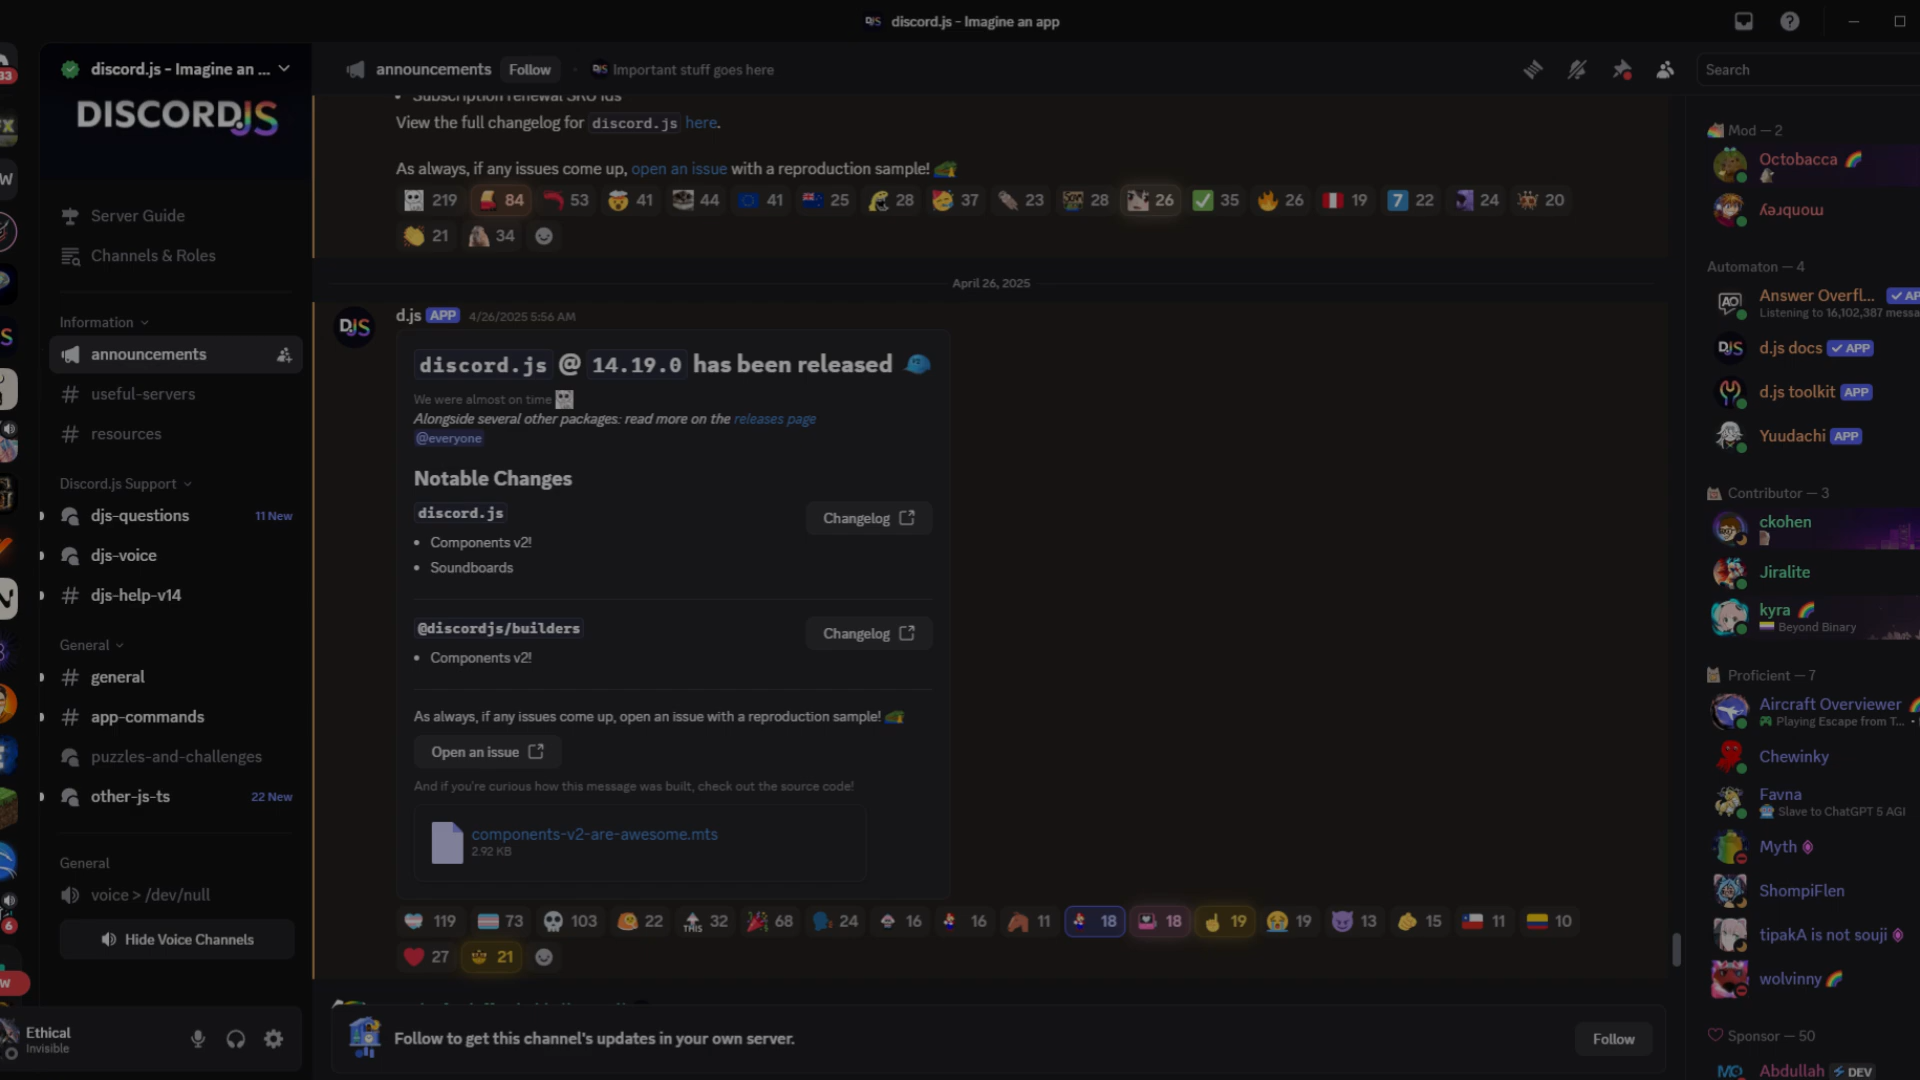 discord.js - Imagine an app
discord.js - Imagine an ...
DISCORDJS
Server Guide
Channels & Roles
Information
announcements
useful-servers
resources
Discord.js Support
djs-questions 11 New
djs-voice
djs-help-v14
General
general
app-commands
puzzles-and-challenges
other-js-ts 22 New
General
voice > /dev/null
Hide Voice Channels
Ethical
Invisible
announcements Follow Important stuff goes here
Search
Subscription renewal SKU ids
View the full changelog for discord.js here.
As always, if any issues come up, open an issue with a reproduction sample!
219 84 53 41 44 41 25 28 37 23 28 26 35 26 19 22 24 20
21 34
April 26, 2025
d.js APP 4/26/2025 5:56 AM
discord.js @ 14.19.0 has been released
We were almost on time
Alongside several other packages: read more on the releases page
@everyone
Notable Changes
discord.js
Changelog
• Components v2!
• Soundboards
@discordjs/builders
Changelog
• Components v2!
As always, if any issues come up, open an issue with a reproduction sample!
Open an issue
And if you're curious how this message was built, check out the source code!
components-v2-are-awesome.mts
2.92 KB
119 73 103 22 THIS 32 68 24 16 16 11 18 18 19 19 13 15 11 10
27 21
Follow to get this channel's updates in your own server.
Follow
Mod — 2
Octobacca
monbrey
Automaton — 4
Answer Overfl... AP
Listening to 16,102,387 messa
d.js docs APP
d.js toolkit APP
Yuudachi APP
Contributor — 3
ckohen
Jiralite
kyra
Beyond Binary
Proficient — 7
Aircraft Overviewer
Playing Escape from T...
Chewinky
Favna
Slave to ChatGPT 5 AGI
Myth
ShompiFlen
tipakA is not souji
wolvinny
Sponsor — 50
Abdullah DEV